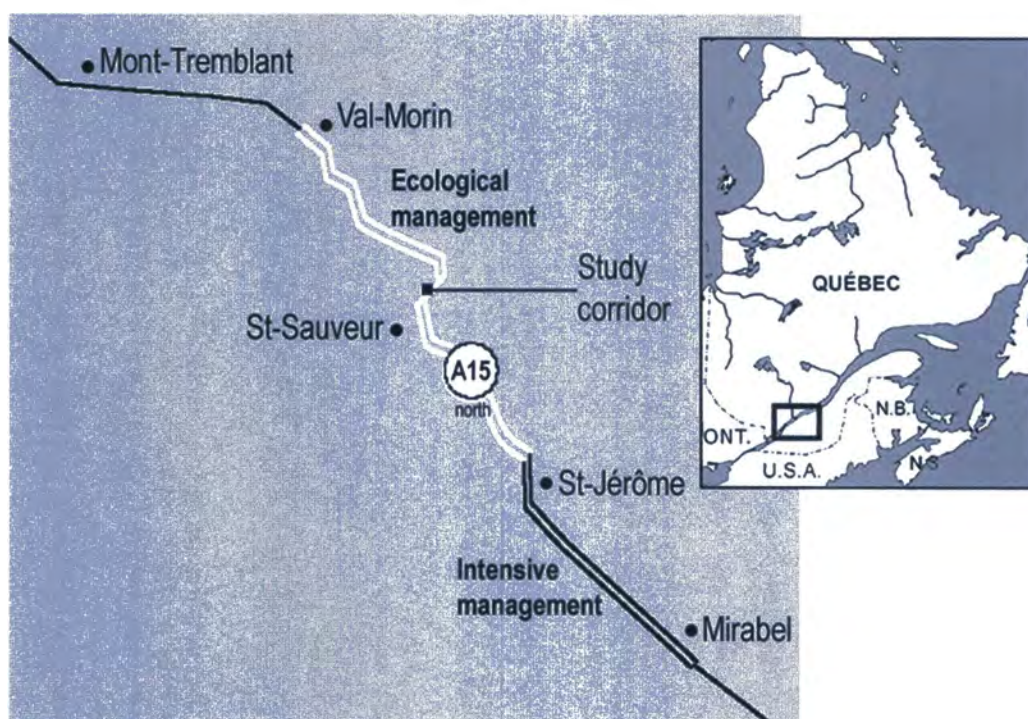 Mont-Tremblant
Val-Morin
Ecological
management
Study
corridor
St-Sauveur
A15
north
St-Jérôme
Intensive
management
Mirabel
QUÉBEC
ONT.
U.S.A.
N.B.
N.S